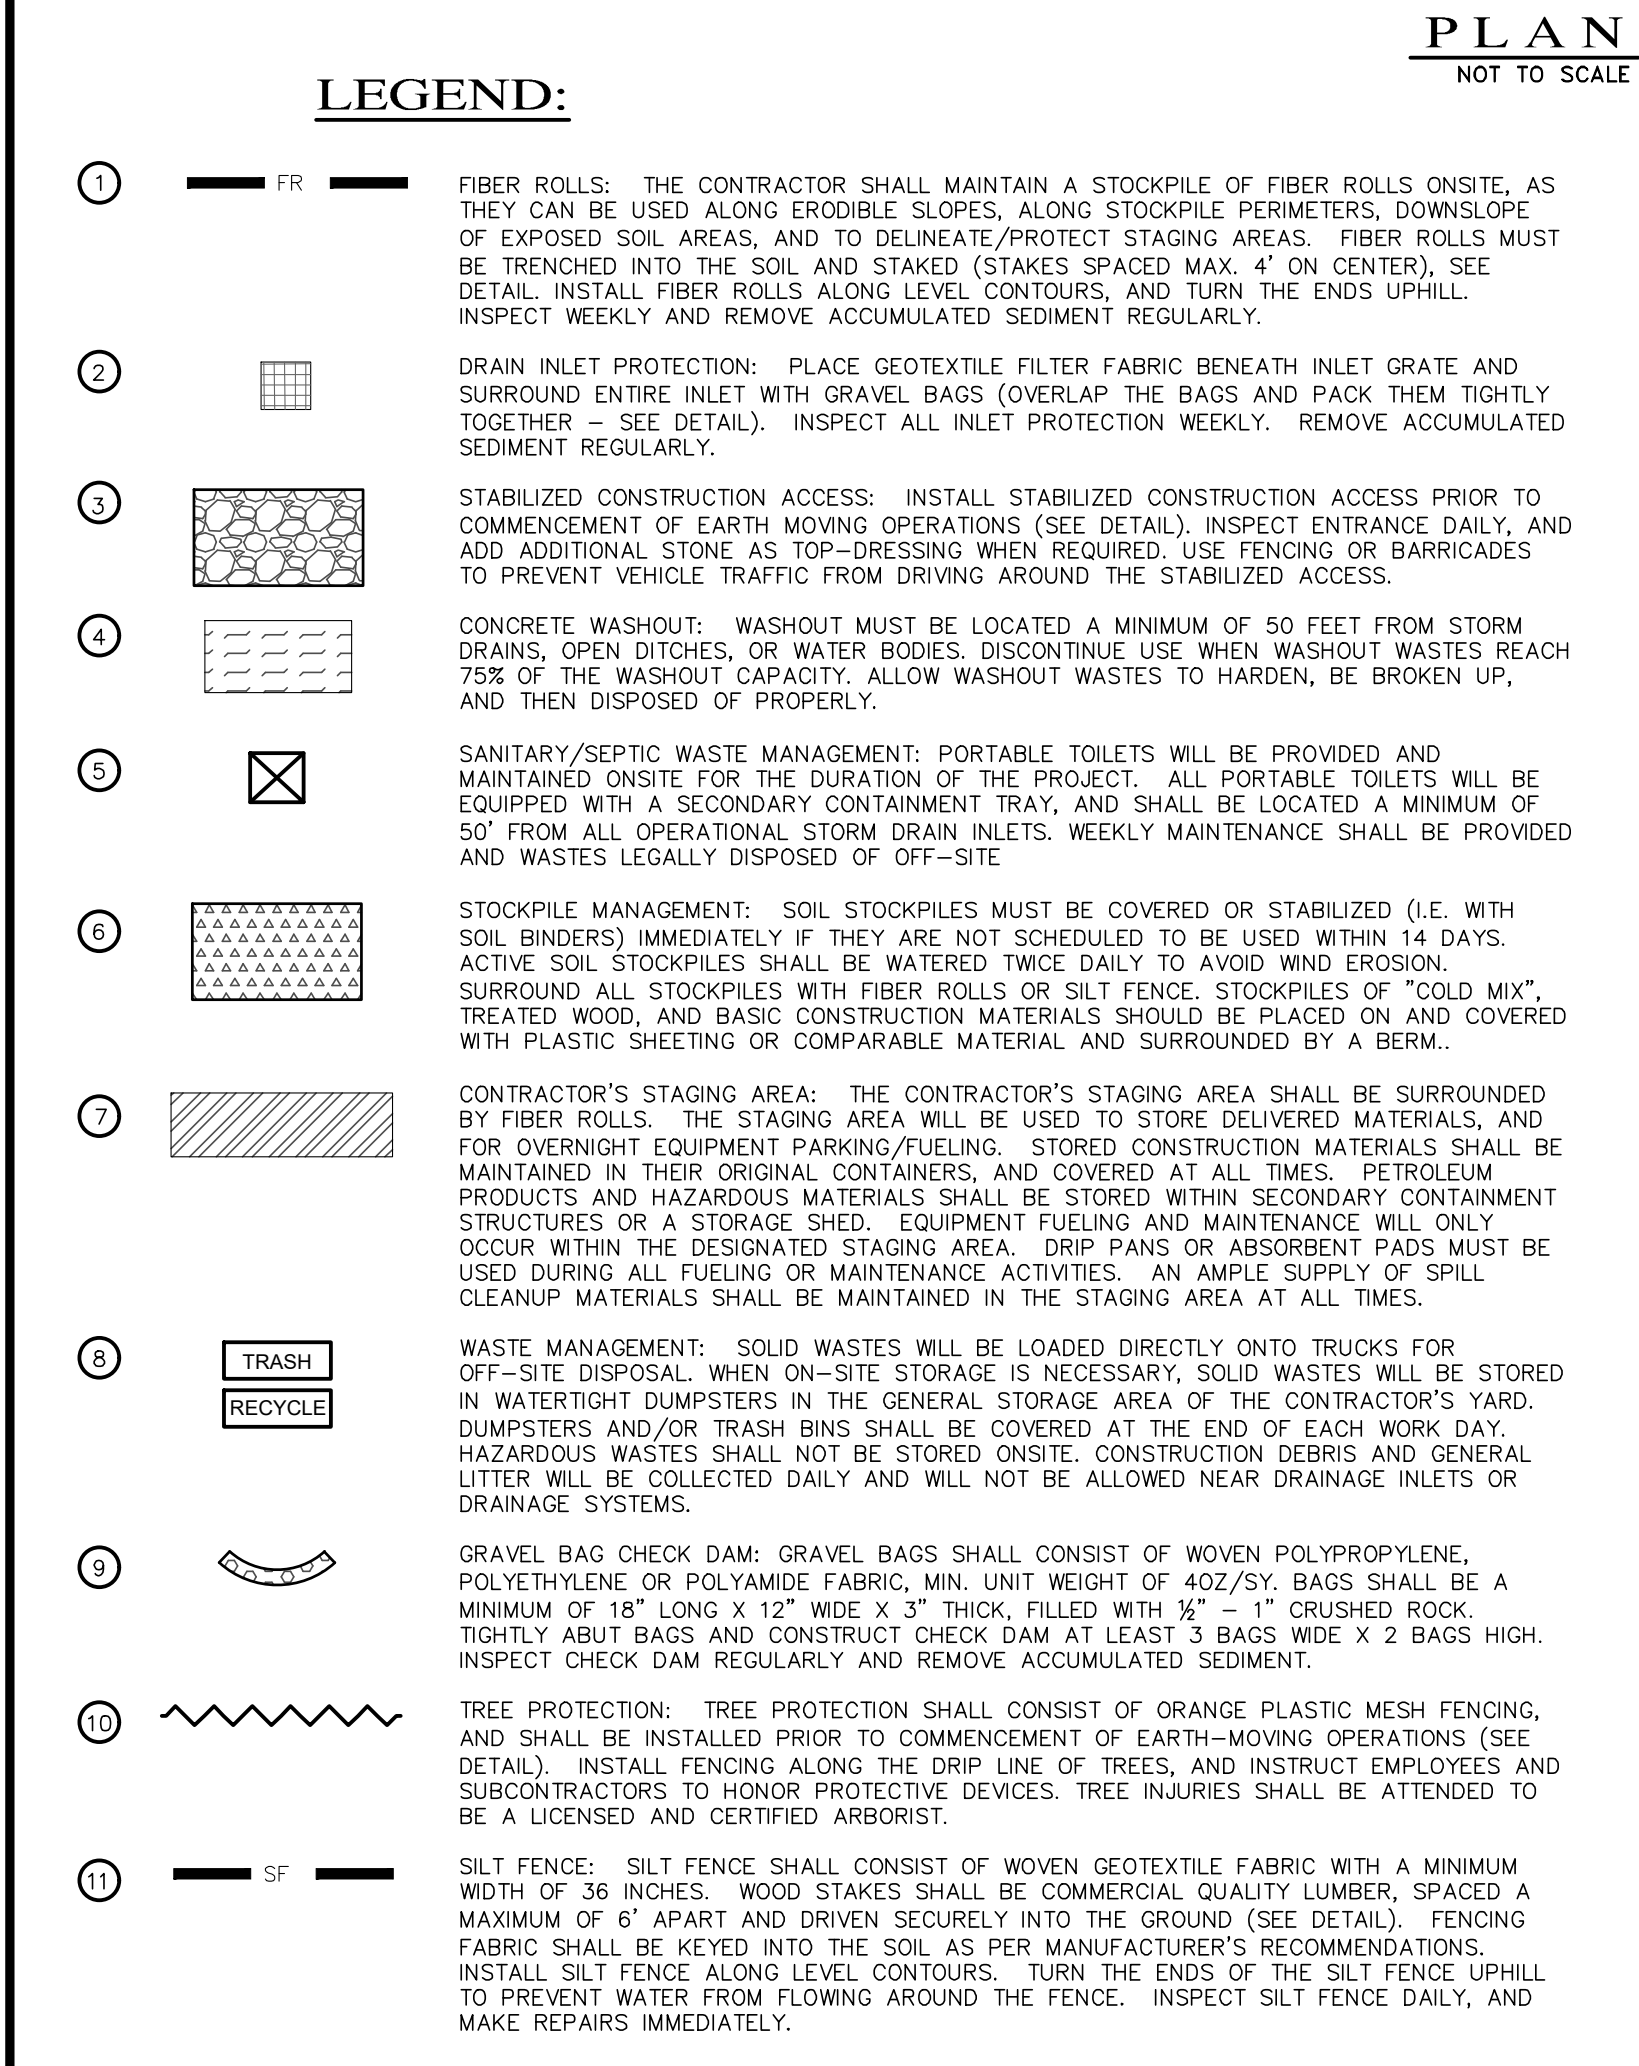 PLAN
NOT TO SCALE
LEGEND:
1
FR
FIBER ROLLS: THE CONTRACTOR SHALL MAINTAIN A STOCKPILE OF FIBER ROLLS ONSITE, AS
THEY CAN BE USED ALONG ERODIBLE SLOPES, ALONG STOCKPILE PERIMETERS, DOWNSLOPE
OF EXPOSED SOIL AREAS, AND TO DELINEATE/PROTECT STAGING AREAS. FIBER ROLLS MUST
BE TRENCHED INTO THE SOIL AND STAKED (STAKES SPACED MAX. 4' ON CENTER), SEE
DETAIL. INSTALL FIBER ROLLS ALONG LEVEL CONTOURS, AND TURN THE ENDS UPHILL.
INSPECT WEEKLY AND REMOVE ACCUMULATED SEDIMENT REGULARLY.
2
DRAIN INLET PROTECTION: PLACE GEOTEXTILE FILTER FABRIC BENEATH INLET GRATE AND
SURROUND ENTIRE INLET WITH GRAVEL BAGS (OVERLAP THE BAGS AND PACK THEM TIGHTLY
TOGETHER – SEE DETAIL). INSPECT ALL INLET PROTECTION WEEKLY. REMOVE ACCUMULATED
SEDIMENT REGULARLY.
3
STABILIZED CONSTRUCTION ACCESS: INSTALL STABILIZED CONSTRUCTION ACCESS PRIOR TO
COMMENCEMENT OF EARTH MOVING OPERATIONS (SEE DETAIL). INSPECT ENTRANCE DAILY, AND
ADD ADDITIONAL STONE AS TOP–DRESSING WHEN REQUIRED. USE FENCING OR BARRICADES
TO PREVENT VEHICLE TRAFFIC FROM DRIVING AROUND THE STABILIZED ACCESS.
4
CONCRETE WASHOUT: WASHOUT MUST BE LOCATED A MINIMUM OF 50 FEET FROM STORM
DRAINS, OPEN DITCHES, OR WATER BODIES. DISCONTINUE USE WHEN WASHOUT WASTES REACH
75% OF THE WASHOUT CAPACITY. ALLOW WASHOUT WASTES TO HARDEN, BE BROKEN UP,
AND THEN DISPOSED OF PROPERLY.
5
SANITARY/SEPTIC WASTE MANAGEMENT: PORTABLE TOILETS WILL BE PROVIDED AND
MAINTAINED ONSITE FOR THE DURATION OF THE PROJECT. ALL PORTABLE TOILETS WILL BE
EQUIPPED WITH A SECONDARY CONTAINMENT TRAY, AND SHALL BE LOCATED A MINIMUM OF
50' FROM ALL OPERATIONAL STORM DRAIN INLETS. WEEKLY MAINTENANCE SHALL BE PROVIDED
AND WASTES LEGALLY DISPOSED OF OFF–SITE
6
STOCKPILE MANAGEMENT: SOIL STOCKPILES MUST BE COVERED OR STABILIZED (I.E. WITH
SOIL BINDERS) IMMEDIATELY IF THEY ARE NOT SCHEDULED TO BE USED WITHIN 14 DAYS.
ACTIVE SOIL STOCKPILES SHALL BE WATERED TWICE DAILY TO AVOID WIND EROSION.
SURROUND ALL STOCKPILES WITH FIBER ROLLS OR SILT FENCE. STOCKPILES OF "COLD MIX",
TREATED WOOD, AND BASIC CONSTRUCTION MATERIALS SHOULD BE PLACED ON AND COVERED
WITH PLASTIC SHEETING OR COMPARABLE MATERIAL AND SURROUNDED BY A BERM..
7
CONTRACTOR'S STAGING AREA: THE CONTRACTOR'S STAGING AREA SHALL BE SURROUNDED
BY FIBER ROLLS. THE STAGING AREA WILL BE USED TO STORE DELIVERED MATERIALS, AND
FOR OVERNIGHT EQUIPMENT PARKING/FUELING. STORED CONSTRUCTION MATERIALS SHALL BE
MAINTAINED IN THEIR ORIGINAL CONTAINERS, AND COVERED AT ALL TIMES. PETROLEUM
PRODUCTS AND HAZARDOUS MATERIALS SHALL BE STORED WITHIN SECONDARY CONTAINMENT
STRUCTURES OR A STORAGE SHED. EQUIPMENT FUELING AND MAINTENANCE WILL ONLY
OCCUR WITHIN THE DESIGNATED STAGING AREA. DRIP PANS OR ABSORBENT PADS MUST BE
USED DURING ALL FUELING OR MAINTENANCE ACTIVITIES. AN AMPLE SUPPLY OF SPILL
CLEANUP MATERIALS SHALL BE MAINTAINED IN THE STAGING AREA AT ALL TIMES.
8
TRASH
RECYCLE
WASTE MANAGEMENT: SOLID WASTES WILL BE LOADED DIRECTLY ONTO TRUCKS FOR
OFF–SITE DISPOSAL. WHEN ON–SITE STORAGE IS NECESSARY, SOLID WASTES WILL BE STORED
IN WATERTIGHT DUMPSTERS IN THE GENERAL STORAGE AREA OF THE CONTRACTOR'S YARD.
DUMPSTERS AND/OR TRASH BINS SHALL BE COVERED AT THE END OF EACH WORK DAY.
HAZARDOUS WASTES SHALL NOT BE STORED ONSITE. CONSTRUCTION DEBRIS AND GENERAL
LITTER WILL BE COLLECTED DAILY AND WILL NOT BE ALLOWED NEAR DRAINAGE INLETS OR
DRAINAGE SYSTEMS.
9
GRAVEL BAG CHECK DAM: GRAVEL BAGS SHALL CONSIST OF WOVEN POLYPROPYLENE,
POLYETHYLENE OR POLYAMIDE FABRIC, MIN. UNIT WEIGHT OF 4OZ/SY. BAGS SHALL BE A
MINIMUM OF 18" LONG X 12" WIDE X 3" THICK, FILLED WITH ½" – 1" CRUSHED ROCK.
TIGHTLY ABUT BAGS AND CONSTRUCT CHECK DAM AT LEAST 3 BAGS WIDE X 2 BAGS HIGH.
INSPECT CHECK DAM REGULARLY AND REMOVE ACCUMULATED SEDIMENT.
10
TREE PROTECTION: TREE PROTECTION SHALL CONSIST OF ORANGE PLASTIC MESH FENCING,
AND SHALL BE INSTALLED PRIOR TO COMMENCEMENT OF EARTH–MOVING OPERATIONS (SEE
DETAIL). INSTALL FENCING ALONG THE DRIP LINE OF TREES, AND INSTRUCT EMPLOYEES AND
SUBCONTRACTORS TO HONOR PROTECTIVE DEVICES. TREE INJURIES SHALL BE ATTENDED TO
BE A LICENSED AND CERTIFIED ARBORIST.
11
SF
SILT FENCE: SILT FENCE SHALL CONSIST OF WOVEN GEOTEXTILE FABRIC WITH A MINIMUM
WIDTH OF 36 INCHES. WOOD STAKES SHALL BE COMMERCIAL QUALITY LUMBER, SPACED A
MAXIMUM OF 6' APART AND DRIVEN SECURELY INTO THE GROUND (SEE DETAIL). FENCING
FABRIC SHALL BE KEYED INTO THE SOIL AS PER MANUFACTURER'S RECOMMENDATIONS.
INSTALL SILT FENCE ALONG LEVEL CONTOURS. TURN THE ENDS OF THE SILT FENCE UPHILL
TO PREVENT WATER FROM FLOWING AROUND THE FENCE. INSPECT SILT FENCE DAILY, AND
MAKE REPAIRS IMMEDIATELY.